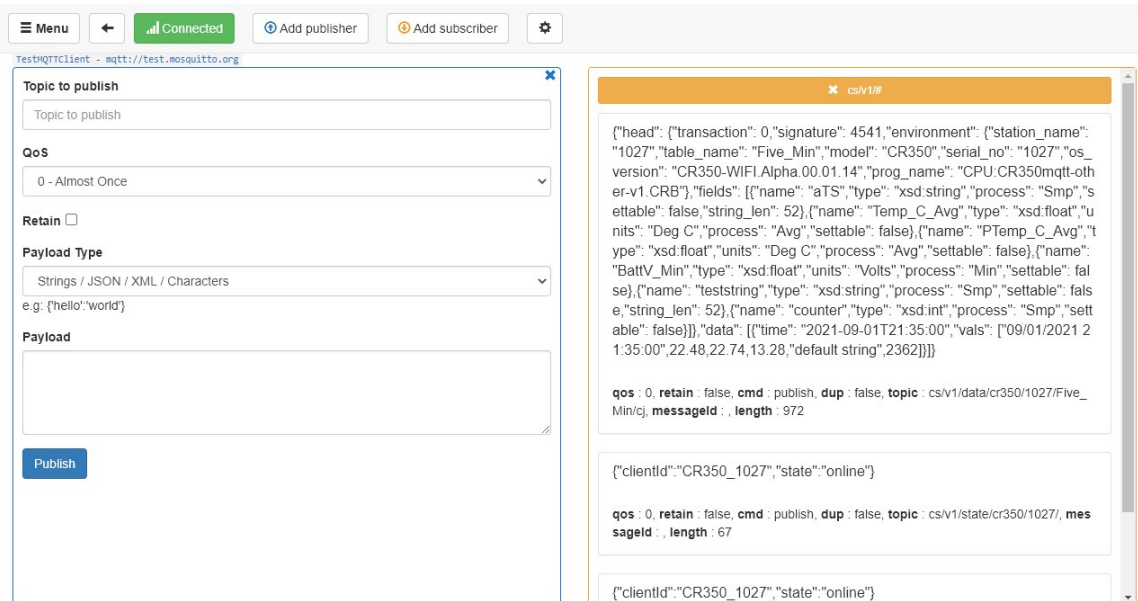 Menu
Connected
Add publisher
Add subscriber
TestMQTTClient - mqtt://test.mosquitto.org
Topic to publish
Topic to publish
QoS
0 - Almost Once
Retain
Payload Type
Strings / JSON / XML / Characters
e.g: {'hello':'world'}
Payload
Publish
cs/v1/#
{"head": {"transaction": 0,"signature": 4541,"environment": {"station_name":
"1027","table_name": "Five_Min","model": "CR350","serial_no": "1027","os_
version": "CR350-WIFI.Alpha.00.01.14","prog_name": "CPU:CR350mqtt-oth
er-v1.CRB"},"fields": [{"name": "aTS","type": "xsd:string","process": "Smp","s
ettable": false,"string_len": 52},{"name": "Temp_C_Avg","type": "xsd:float","u
nits": "Deg C","process": "Avg","settable": false},{"name": "PTemp_C_Avg","t
ype": "xsd:float","units": "Deg C","process": "Avg","settable": false},{"name":
"BattV_Min","type": "xsd:float","units": "Volts","process": "Min","settable": fal
se},{"name": "teststring","type": "xsd:string","process": "Smp","settable": fals
e,"string_len": 52},{"name": "counter","type": "xsd:int","process": "Smp","sett
able": false}]},"data": [{"time": "2021-09-01T21:35:00","vals": ["09/01/2021 2
1:35:00",22.48,22.74,13.28,"default string",2362]}]}
qos : 0, retain : false, cmd : publish, dup : false, topic : cs/v1/data/cr350/1027/Five_
Min/cj, messageId : , length : 972
{"clientId":"CR350_1027","state":"online"}
qos : 0, retain : false, cmd : publish, dup : false, topic : cs/v1/state/cr350/1027/, mes
sageId : , length : 67
{"clientId":"CR350_1027","state":"online"}